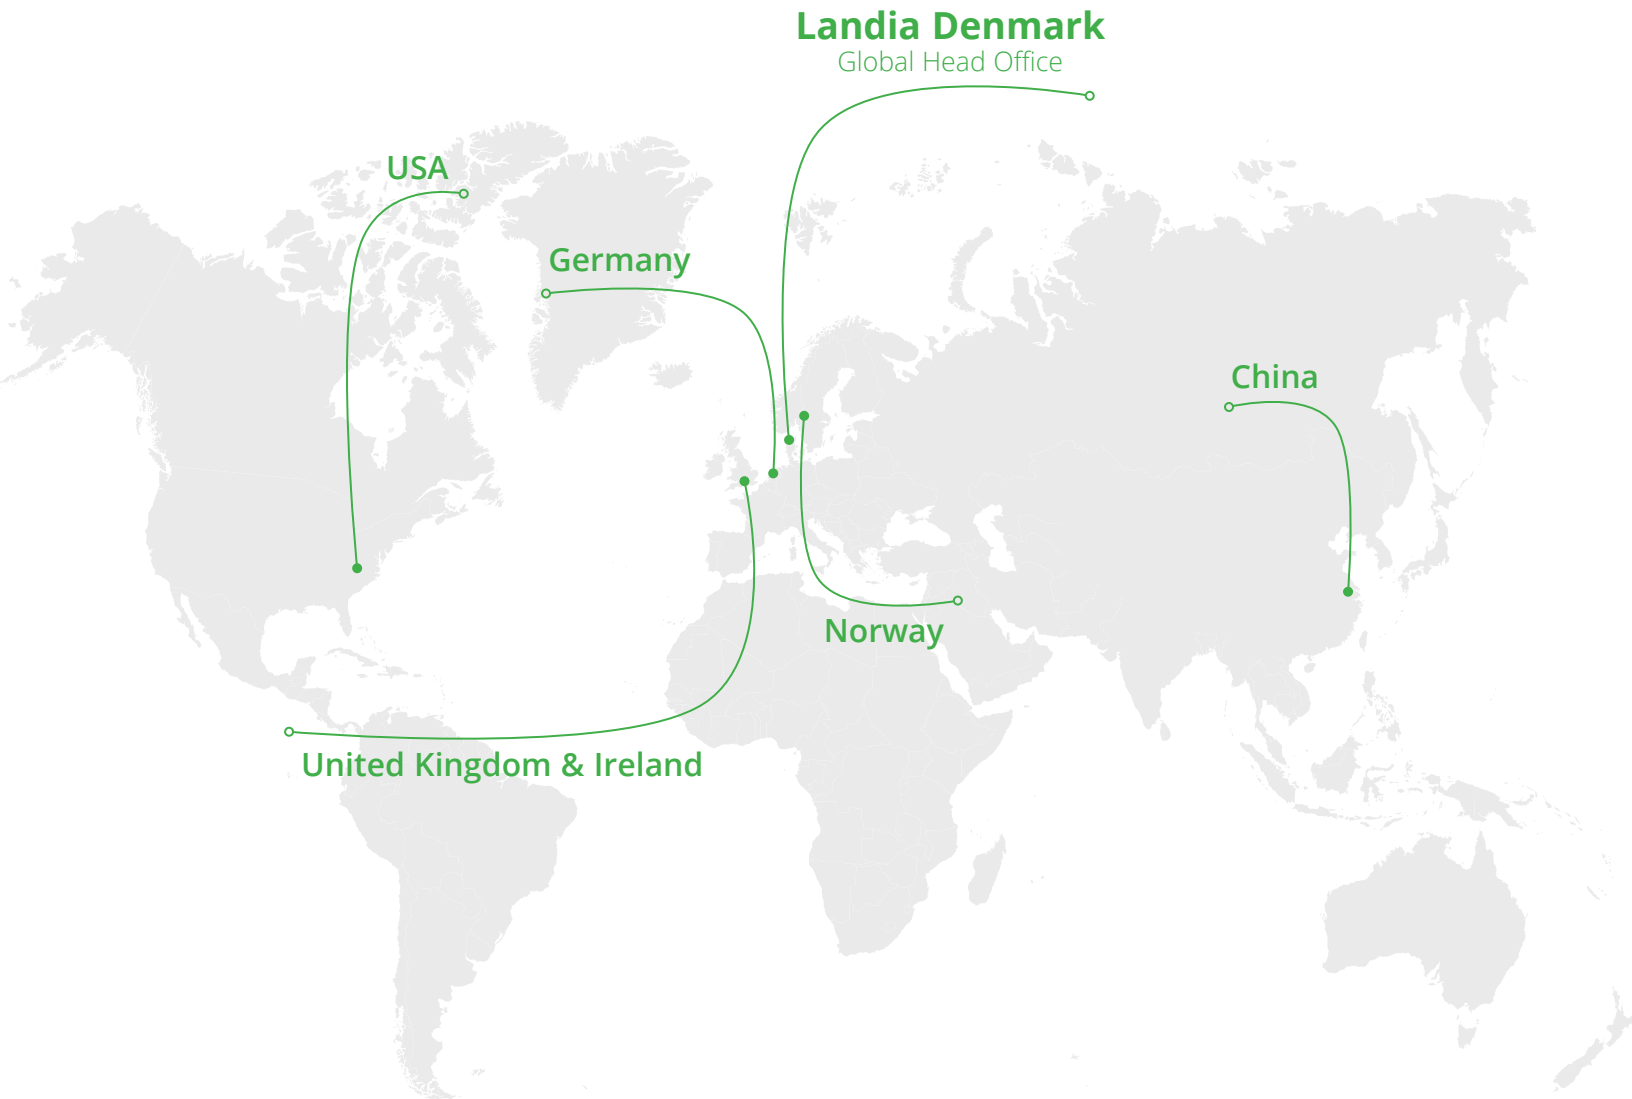 Landia Denmark
Global Head Office
USA
Germany
China
Norway
United Kingdom & Ireland